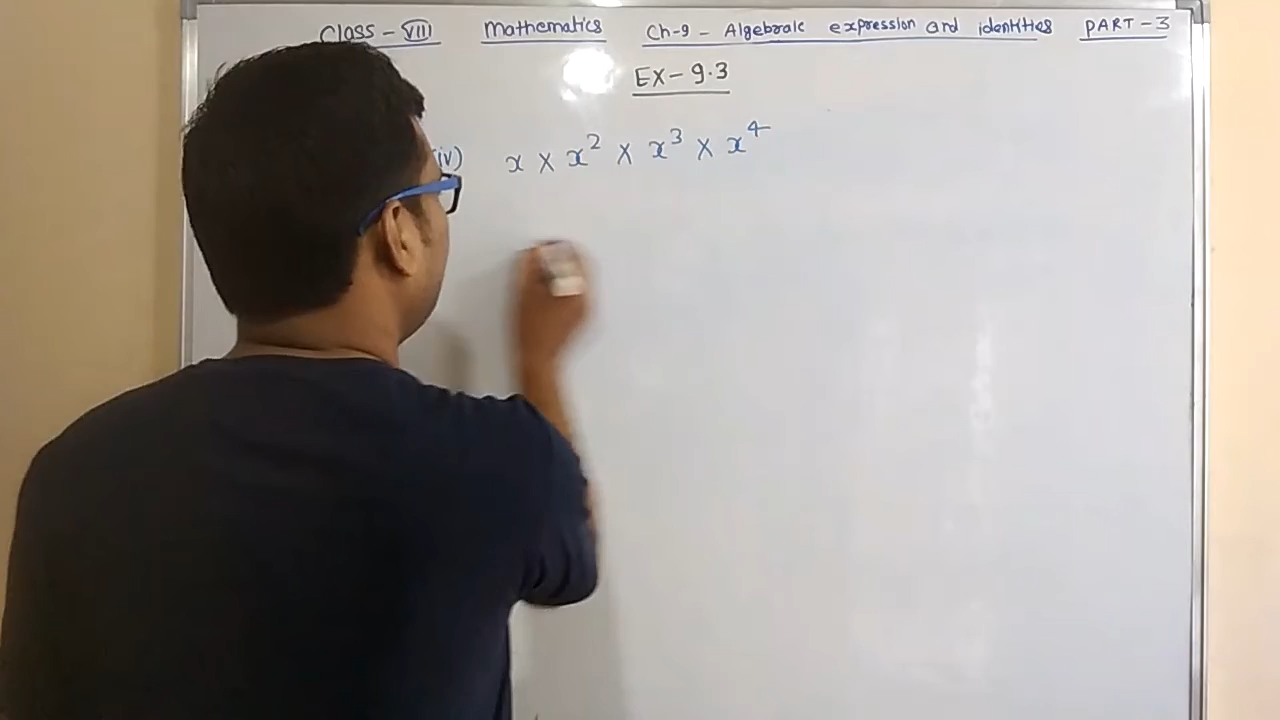 Class - VIII Mathematics Ch-9 - Algebraic expression and identities PART - 3
EX - 9.3
iv) x × x² × x³ × x⁴